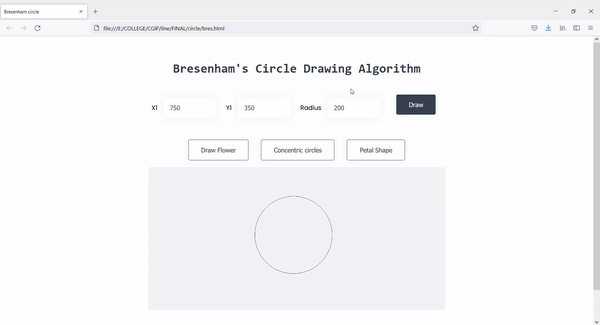 Bresenham circle
file:///E:/COLLEGE/CGIP/line/FINAL/circle/bres.html
Bresenham's Circle Drawing Algorithm
X1 750 Y1 350 Radius 200 Draw
Draw Flower Concentric circles Petal Shape